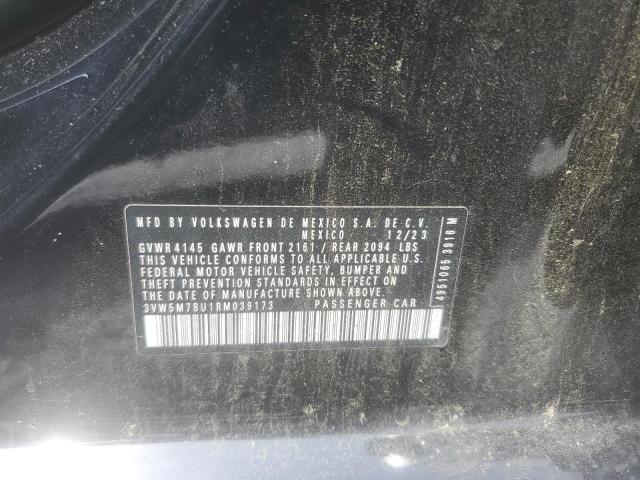 MFD BY VOLKSWAGEN DE MEXICO S.A. DE C.V.
MEXICO 12/23
GVWR 4145 GAWR FRONT 2161 / REAR 2094 LBS
THIS VEHICLE CONFORMS TO ALL APPLICABLE U.S.
FEDERAL MOTOR VEHICLE SAFETY, BUMPER AND
THEFT PREVENTION STANDARDS IN EFFECT ON
THE DATE OF MANUFACTURE SHOWN ABOVE.
3VW5M7BU1RM039173 PASSENGER CAR
4951065 3916 M